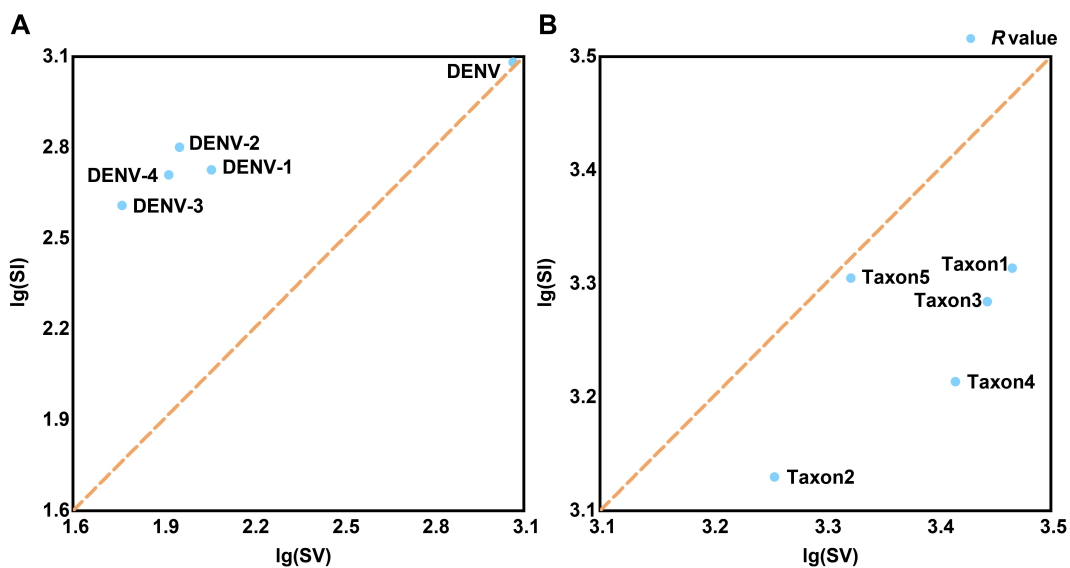 A
3.1
2.8
2.5
2.2
1.9
1.6
lg(SI)
DENV
DENV-2
DENV-1
DENV-4
DENV-3
1.6 1.9 2.2 2.5 2.8 3.1
lg(SV)
B
R value
3.5
3.4
3.3
3.2
3.1
lg(SI)
Taxon1
Taxon5
Taxon3
Taxon4
Taxon2
3.1 3.2 3.3 3.4 3.5
lg(SV)